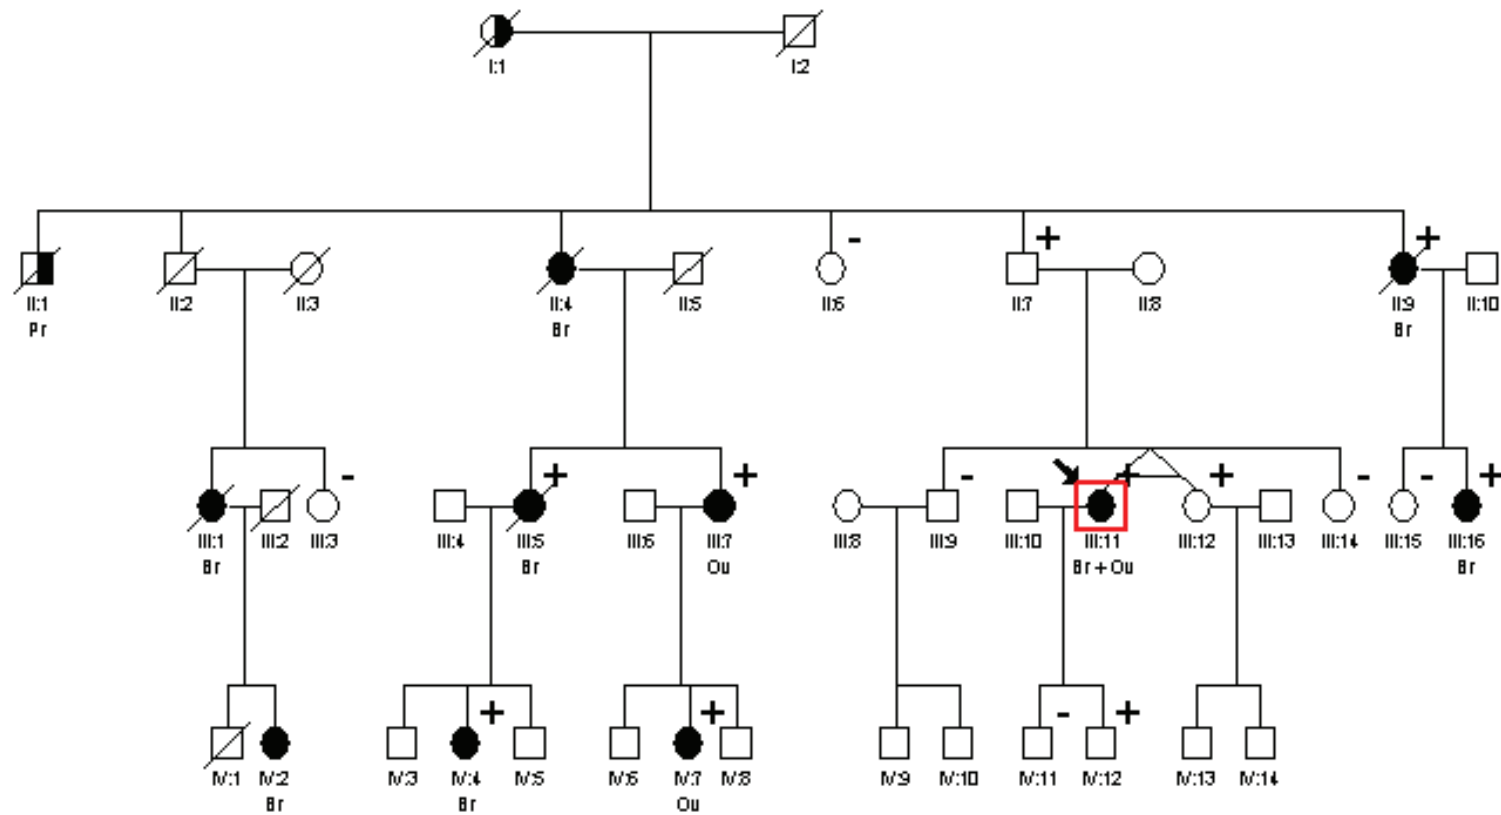 I:1 I:2
- + +
II:1 II:2 II:3 II:4 II:5 II:6 II:7 II:8 II:9 II:10
Pr Br Br
- + + - + + - - +
III:1 III:2 III:3 III:4 III:5 III:6 III:7 III:8 III:9 III:10 III:11 III:12 III:13 III:14 III:15 III:16
Br Br Ou Br + Ou Br
+ + - +
IV:1 IV:2 IV:3 IV:4 IV:5 IV:6 IV:7 IV:8 IV:9 IV:10 IV:11 IV:12 IV:13 IV:14
Br Br Ou